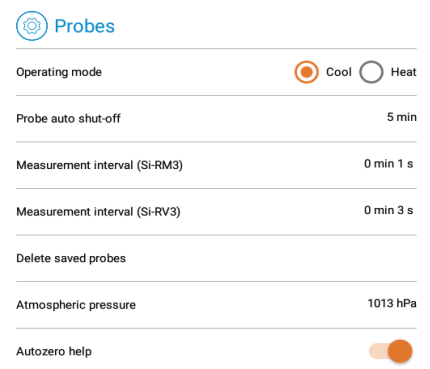 Probes
Operating mode Cool Heat
Probe auto shut-off 5 min
Measurement interval (Si-RM3) 0 min 1 s
Measurement interval (Si-RV3) 0 min 3 s
Delete saved probes
Atmospheric pressure 1013 hPa
Autozero help